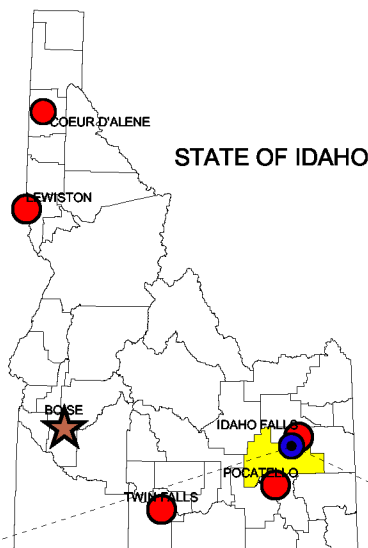 COEUR D'ALENE
STATE OF IDAHO
LEWISTON
BOISE
IDAHO FALLS
POCATELLO
TWIN FALLS